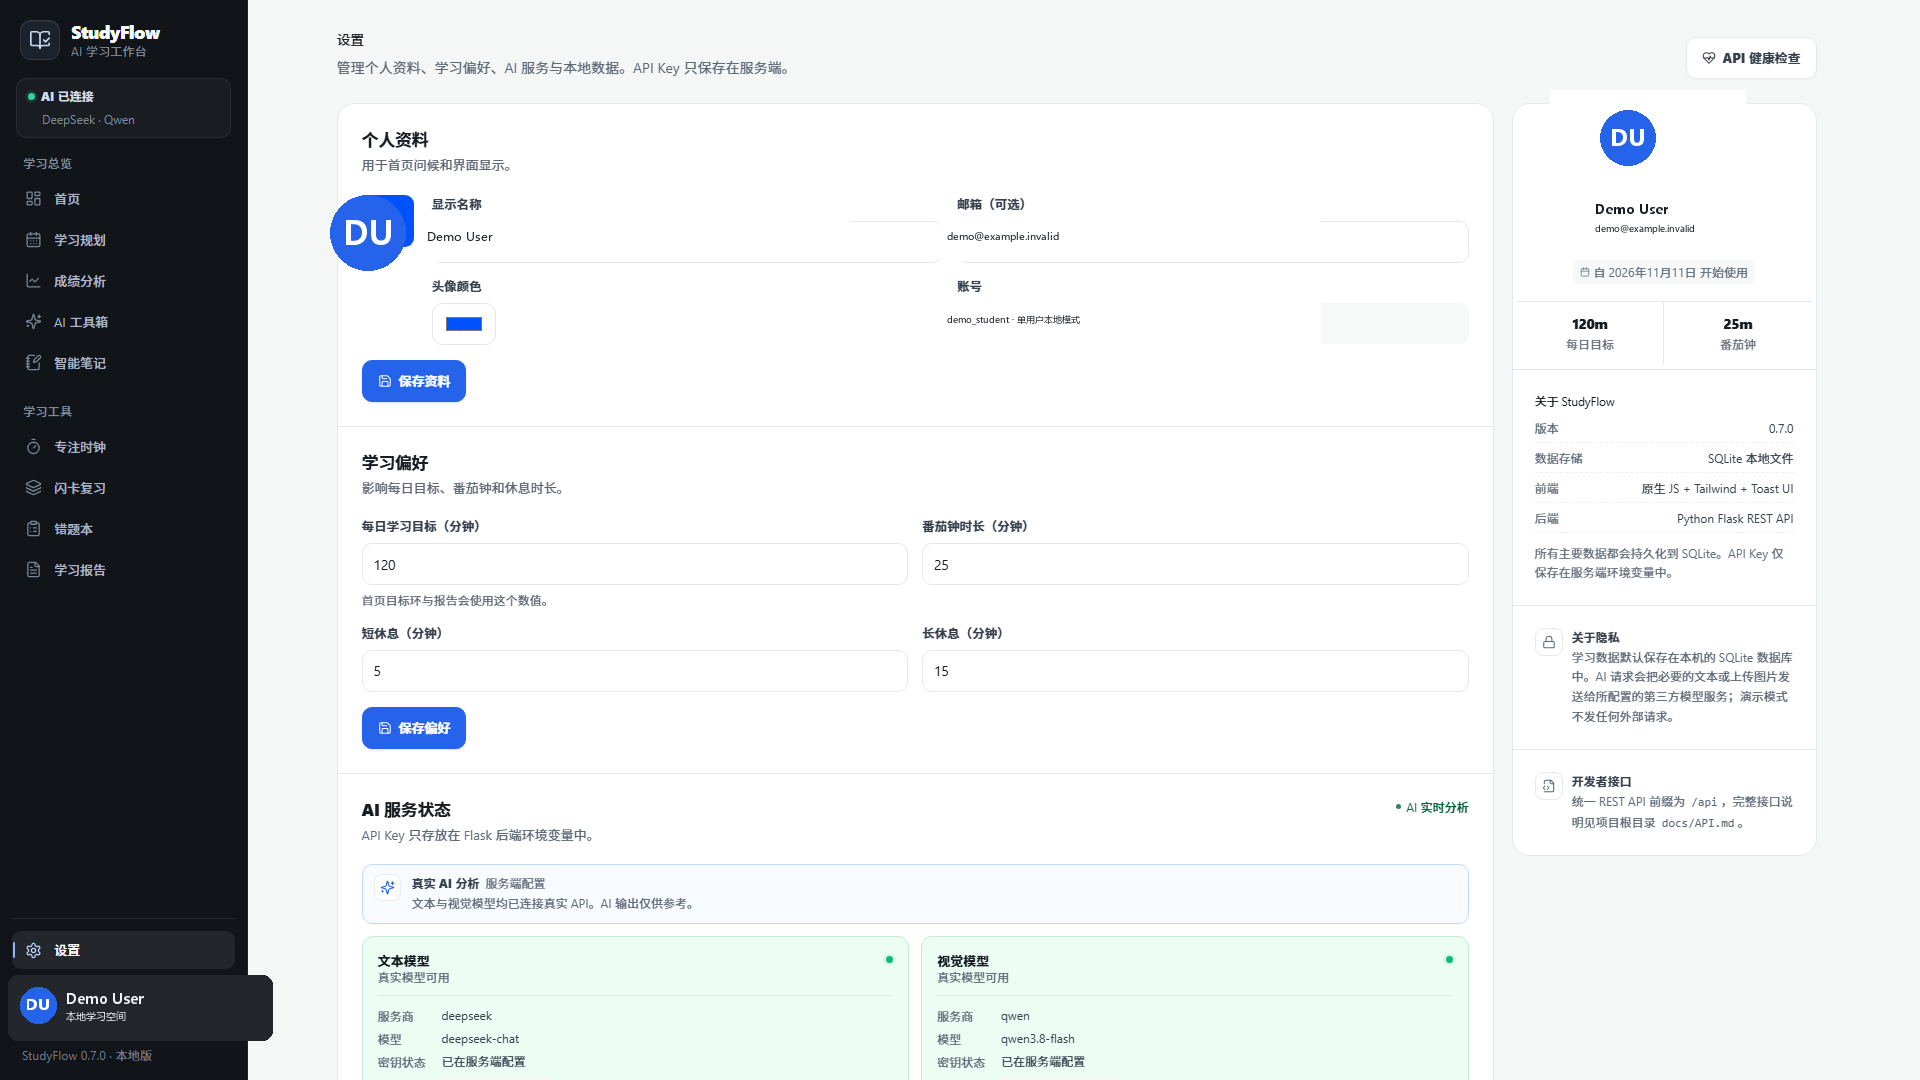 StudyFlow
AI 学习工作台
AI 已连接
DeepSeek · Qwen
学习总览
首页
学习规划
成绩分析
AI 工具箱
智能笔记
学习工具
专注时钟
闪卡复习
错题本
学习报告
设置
DU
Demo User
本地学习空间
StudyFlow 0.7.0 · 本地版
设置
管理个人资料、学习偏好、AI 服务与本地数据。API Key 只保存在服务端。
API 健康检查
个人资料
用于首页问候和界面显示。
DU
显示名称
Demo User
邮箱（可选）
demo@example.invalid
头像颜色
账号
demo_student · 单用户本地模式
保存资料
学习偏好
影响每日目标、番茄钟和休息时长。
每日学习目标（分钟）
120
首页目标环与报告会使用这个数值。
番茄钟时长（分钟）
25
短休息（分钟）
5
长休息（分钟）
15
保存偏好
AI 服务状态
API Key 只存放在 Flask 后端环境变量中。
AI 实时分析
真实 AI 分析 服务端配置
文本与视觉模型均已连接真实 API。AI 输出仅供参考。
文本模型
真实模型可用
服务商 deepseek
模型 deepseek-chat
密钥状态 已在服务端配置
视觉模型
真实模型可用
服务商 qwen
模型 qwen3.8-flash
密钥状态 已在服务端配置
DU
Demo User
demo@example.invalid
自 2026年11月11日 开始使用
120m
每日目标
25m
番茄钟
关于 StudyFlow
版本 0.7.0
数据存储 SQLite 本地文件
前端 原生 JS + Tailwind + Toast UI
后端 Python Flask REST API
所有主要数据都会持久化到 SQLite。API Key 仅
保存在服务端环境变量中。
关于隐私
学习数据默认保存在本机的 SQLite 数据库
中。AI 请求会把必要的文本或上传图片发
送给所配置的第三方模型服务；演示模式
不发任何外部请求。
开发者接口
统一 REST API 前缀为 /api，完整接口说
明见项目根目录 docs/API.md。